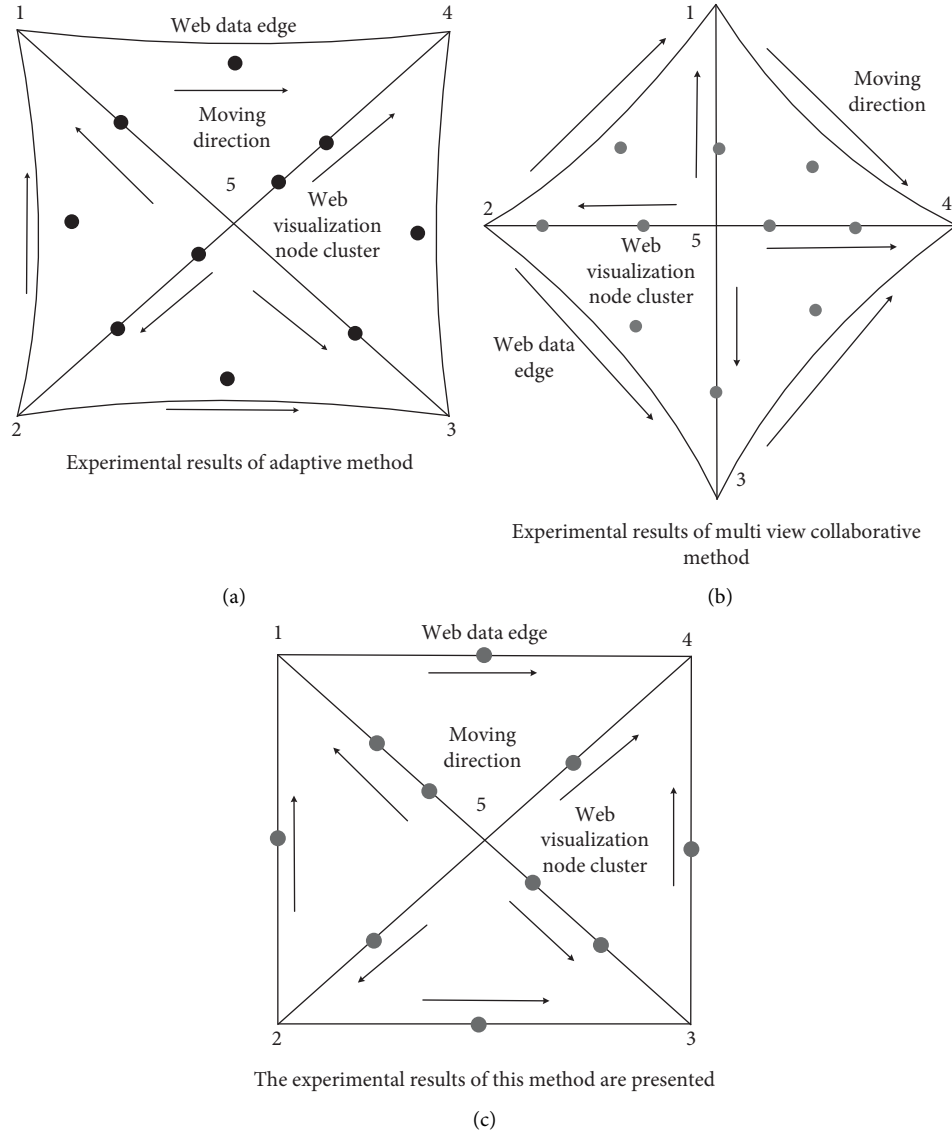 1
Web data edge
4
Moving
direction
5
Web
visualization
node cluster
2
3
Experimental results of adaptive method
(a)
1
Moving
direction
2
4
5
Web
visualization
node cluster
Web data
edge
3
Experimental results of multi view collaborative
method
(b)
1
Web data edge
4
Moving
direction
5
Web
visualization
node cluster
2
3
The experimental results of this method are presented
(c)